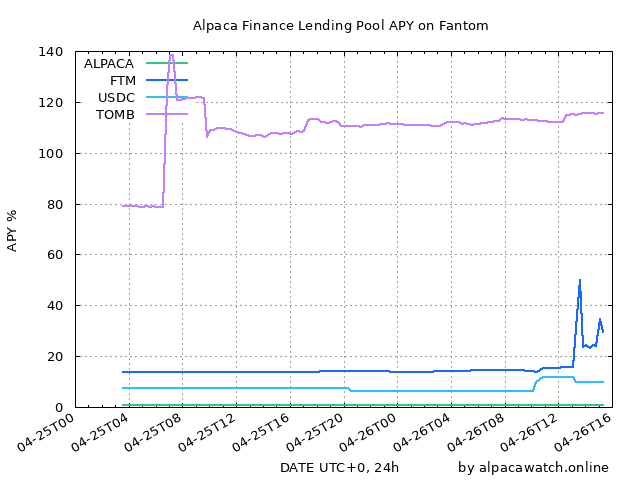 Alpaca Finance Lending Pool APY on Fantom
140
120
100
80
60
40
20
0
APY %
ALPACA
FTM
USDC
TOMB
04-25T00
04-25T04
04-25T08
04-25T12
04-25T16
04-25T20
04-26T00
04-26T04
04-26T08
04-26T12
04-26T16
DATE UTC+0, 24h
by alpacawatch.online